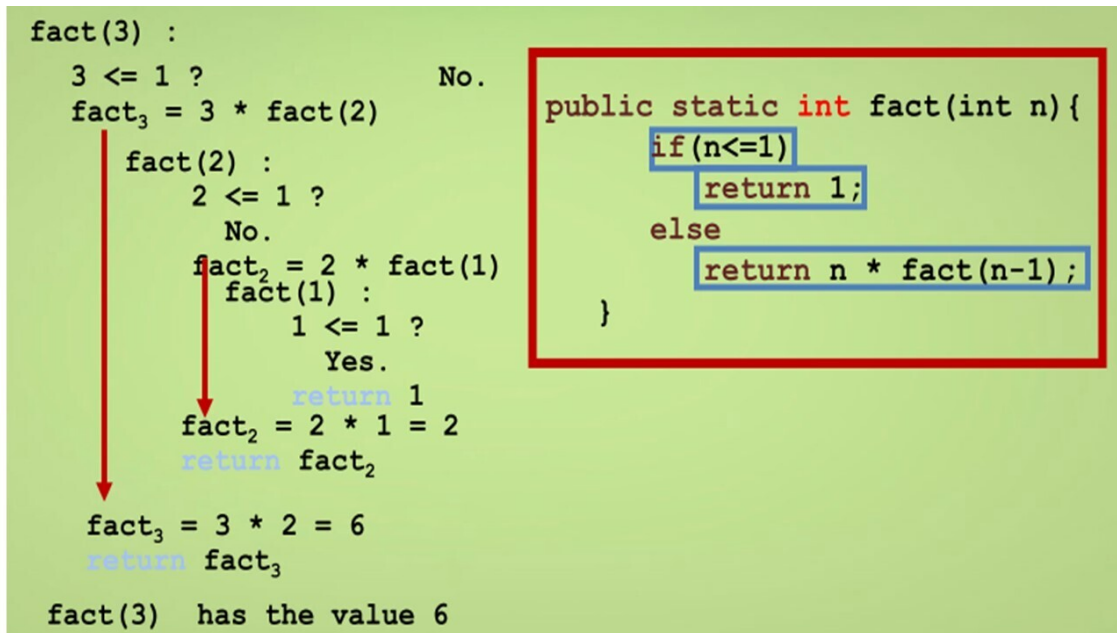 fact(3) :
3 <= 1 ? No.
fact₃ = 3 * fact(2)
fact(2) :
2 <= 1 ?
No.
fact₂ = 2 * fact(1)
fact(1) :
1 <= 1 ?
Yes.
return 1
fact₂ = 2 * 1 = 2
return fact₂
fact₃ = 3 * 2 = 6
return fact₃
fact(3) has the value 6
public static int fact(int n){
if(n<=1)
return 1;
else
return n * fact(n-1);
}